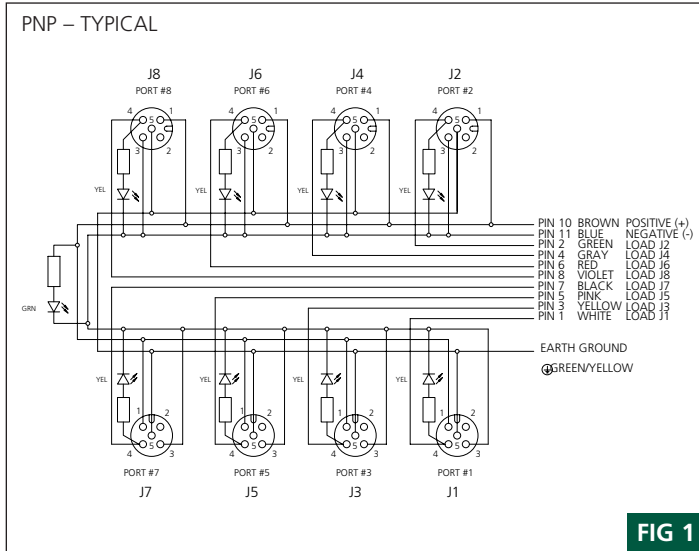 PNP – TYPICAL
J8 J6 J4 J2
PORT #8 PORT #6 PORT #4 PORT #2
4 1 4 1 4 1 4 1
5 5 5 5
3 2 3 2 3 2 3 2
YEL YEL YEL YEL
PIN 10 BROWN POSITIVE (+)
PIN 11 BLUE NEGATIVE (-)
PIN 2 GREEN LOAD J2
PIN 4 GRAY LOAD J4
PIN 6 RED LOAD J6
PIN 8 VIOLET LOAD J8
PIN 7 BLACK LOAD J7
PIN 5 PINK LOAD J5
PIN 3 YELLOW LOAD J3
PIN 1 WHITE LOAD J1
GRN
EARTH GROUND
GREEN/YELLOW
YEL YEL YEL YEL
1 2 1 2 1 2 1 2
4 5 3 4 5 3 4 5 3 4 5 3
PORT #7 PORT #5 PORT #3 PORT #1
J7 J5 J3 J1
FIG 1